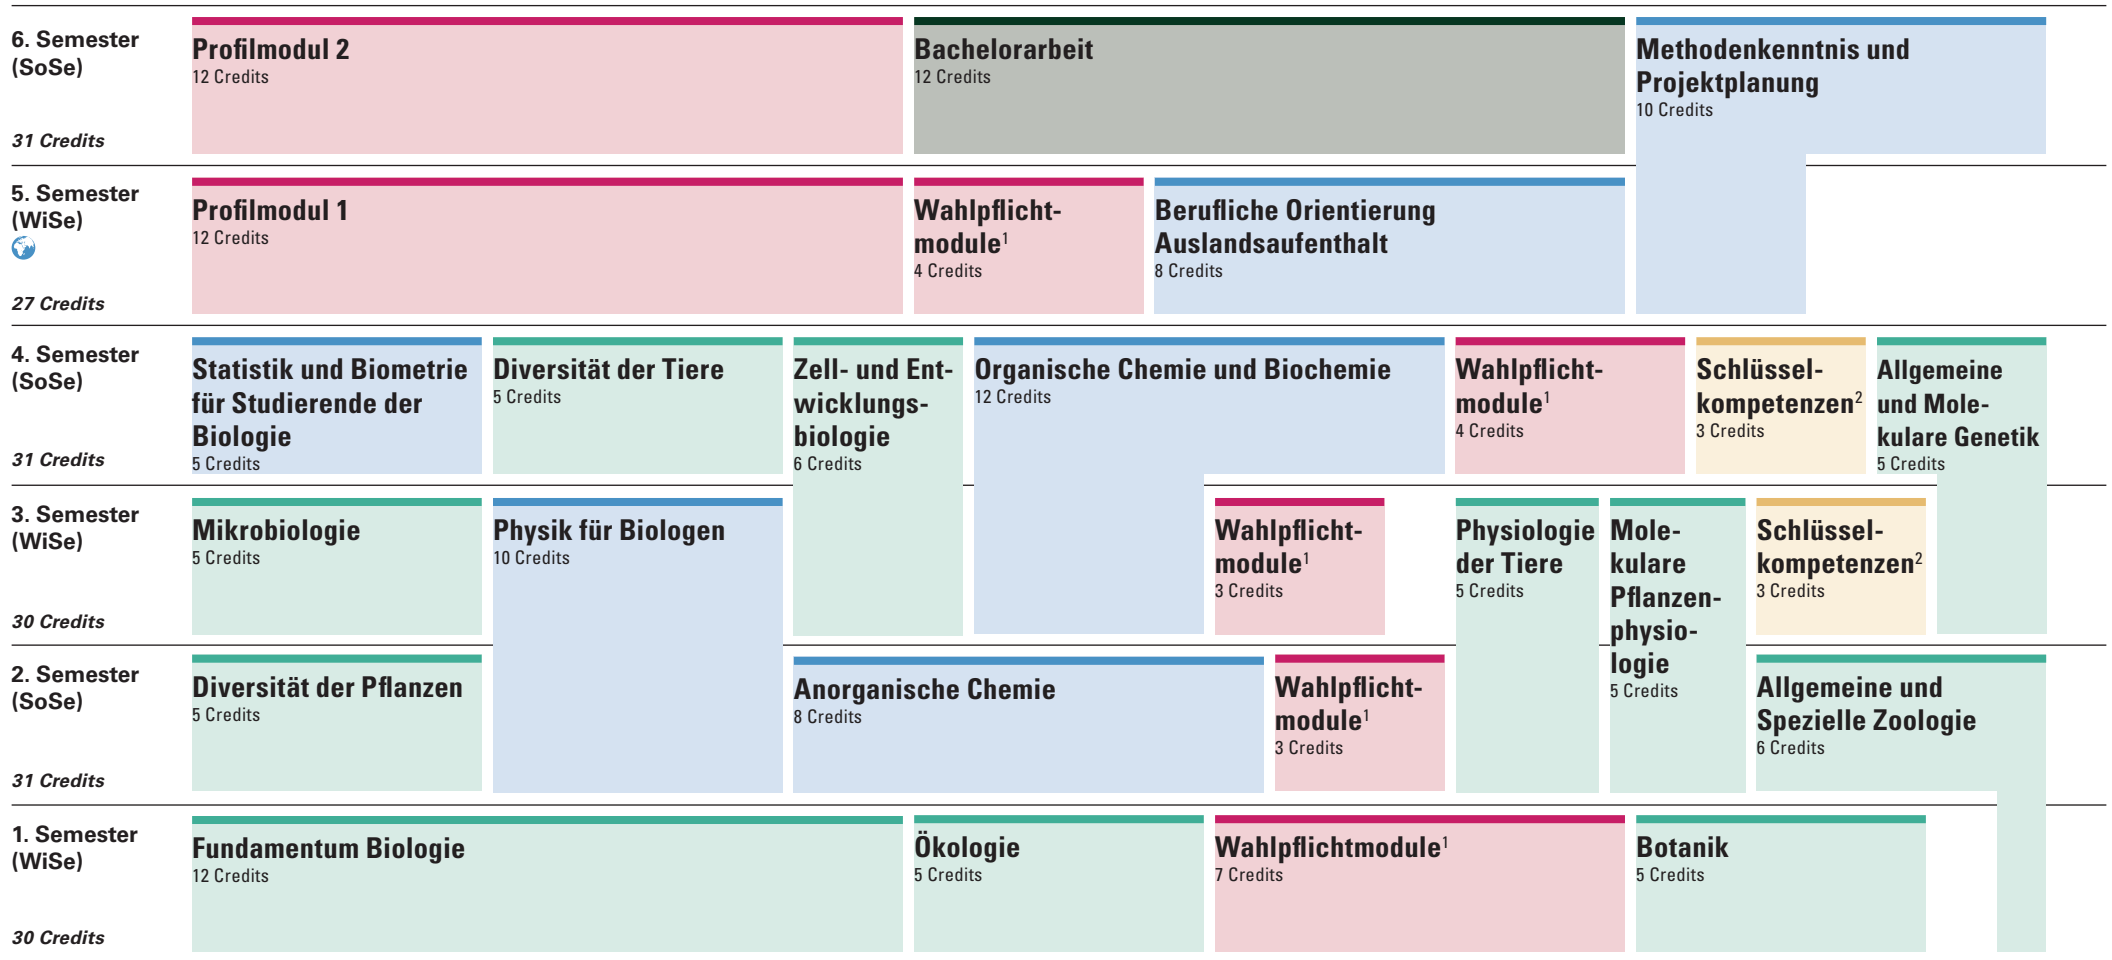 6. Semester
(SoSe)
31 Credits
Profilmodul 2
12 Credits
Bachelorarbeit
12 Credits
Methodenkenntnis und
Projektplanung
10 Credits
5. Semester
(WiSe)
27 Credits
Profilmodul 1
12 Credits
Wahlpflicht-
module¹
4 Credits
Berufliche Orientierung
Auslandsaufenthalt
8 Credits
4. Semester
(SoSe)
31 Credits
Statistik und Biometrie
für Studierende der
Biologie
5 Credits
Diversität der Tiere
5 Credits
Zell- und Ent-
wicklungs-
biologie
6 Credits
Organische Chemie und Biochemie
12 Credits
Wahlpflicht-
module¹
4 Credits
Schlüssel-
kompetenzen²
3 Credits
Allgemeine
und Mole-
kulare Genetik
5 Credits
3. Semester
(WiSe)
30 Credits
Mikrobiologie
5 Credits
Physik für Biologen
10 Credits
Wahlpflicht-
module¹
3 Credits
Physiologie
der Tiere
5 Credits
Mole-
kulare
Pflanzen-
physio-
logie
5 Credits
Schlüssel-
kompetenzen²
3 Credits
2. Semester
(SoSe)
31 Credits
Diversität der Pflanzen
5 Credits
Anorganische Chemie
8 Credits
Wahlpflicht-
module¹
3 Credits
Allgemeine und
Spezielle Zoologie
6 Credits
1. Semester
(WiSe)
30 Credits
Fundamentum Biologie
12 Credits
Ökologie
5 Credits
Wahlpflichtmodule¹
7 Credits
Botanik
5 Credits